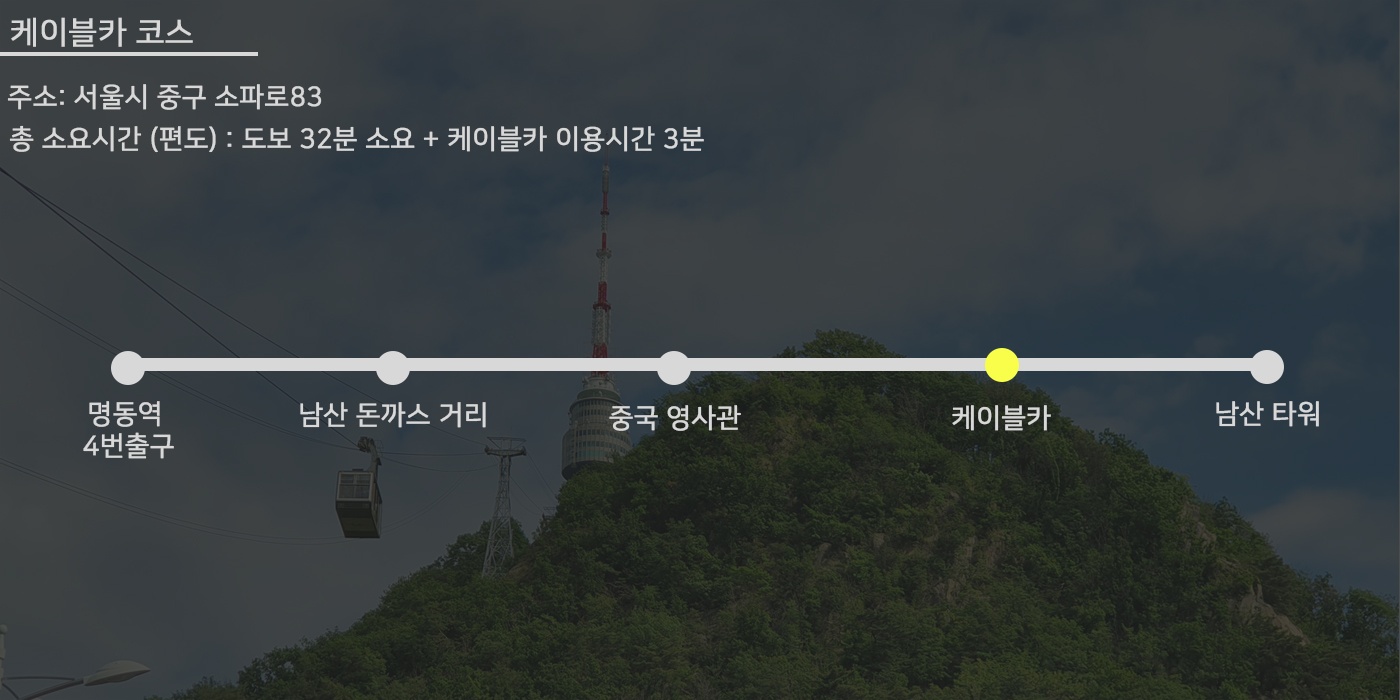 케이블카 코스
주소: 서울시 중구 소파로83
총 소요시간 (편도) : 도보 32분 소요 + 케이블카 이용시간 3분
명동역
4번출구
남산 돈까스 거리
중국 영사관
케이블카
남산 타워